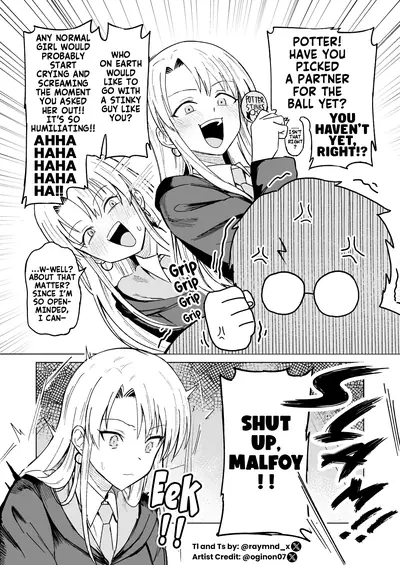 POTTER!
HAVE YOU
PICKED
A PARTNER
FOR THE
BALL YET?
YOU
HAVEN'T
YET,
RIGHT!?
POTTER
STINKS
ISN'T
THAT
RIGHT?
WHO
ON EARTH
WOULD
LIKE TO
GO WITH
A STINKY
GUY LIKE
YOU?
ANY NORMAL
GIRL WOULD
PROBABLY
START
CRYING AND
SCREAMING
THE MOMENT
YOU ASKED
HER OUT!!
IT'S SO
HUMILIATING!!
AHHA
HAHA
HAHA
HAHA
HA!!
...W-WELL?
ABOUT THAT
MATTER?
SINCE I'M
SO OPEN-
MINDED,
I CAN-
Grip
Grip
Grip
SLAM!!
SHUT
UP,
MALFOY
!!
EeK
!!
Tl and Ts by: @raymnd_x
Artist Credit: @oginon07